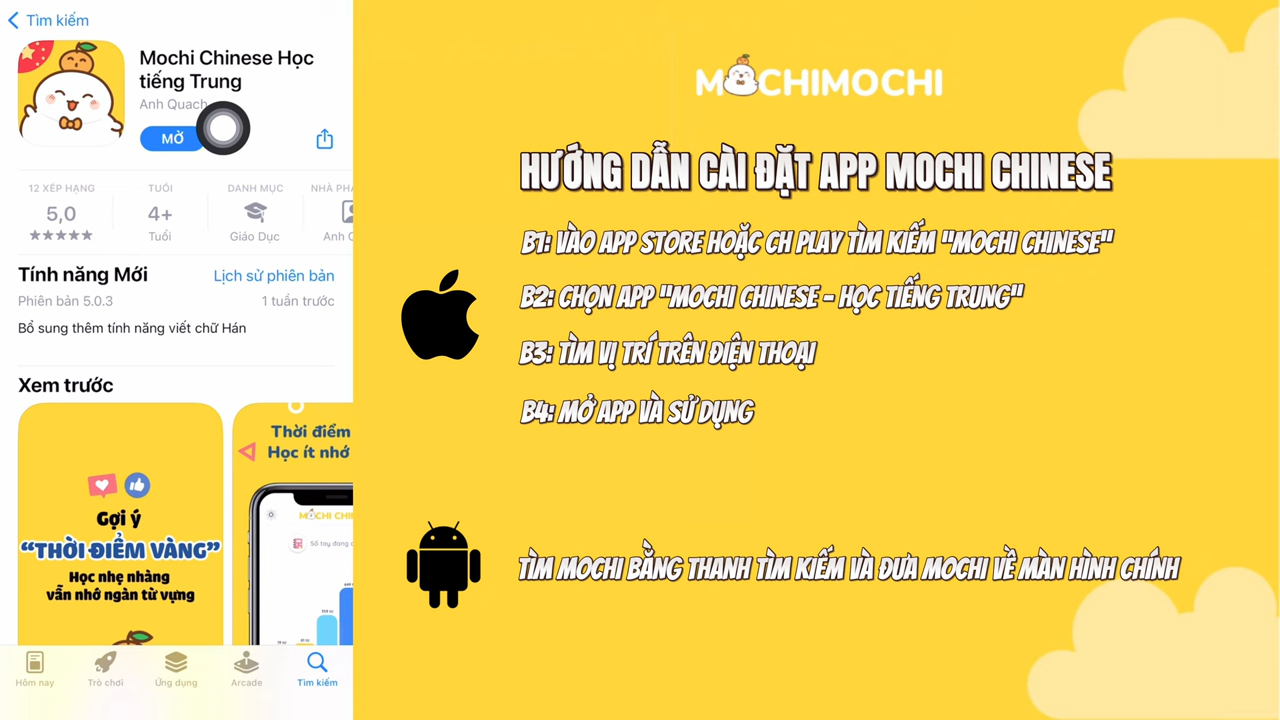 Tìm kiếm
Mochi Chinese Học
tiếng Trung
Anh Quach
MỞ
12 XẾP HẠNG
TUỔI
DANH MỤC
NHÀ PHÁ
5,0
4+
★★★★★
Tuổi
Giáo Dục
Anh
Tính năng Mới
Lịch sử phiên bản
Phiên bản 5.0.3
1 tuần trước
Bổ sung thêm tính năng viết chữ Hán
Xem trước
Gợi ý
“THỜI ĐIỂM VÀNG”
Học nhẹ nhàng
vẫn nhớ ngàn từ vựng
Thời điểm
Học ít nhớ
MOCHI CHIN
Sổ tay đang
Hôm nay
Trò chơi
Ứng dụng
Arcade
Tìm kiếm
MOCHIMOCHI
HƯỚNG DẪN CÀI ĐẶT APP MOCHI CHINESE
B1: VÀO APP STORE HOẶC CH PLAY TÌM KIẾM "MOCHI CHINESE"
B2: CHỌN APP "MOCHI CHINESE - HỌC TIẾNG TRUNG"
B3: TÌM VỊ TRÍ TRÊN ĐIỆN THOẠI
B4: MỞ APP VÀ SỬ DỤNG
TÌM MOCHI BẰNG THANH TÌM KIẾM VÀ ĐƯA MOCHI VỀ MÀN HÌNH CHÍNH